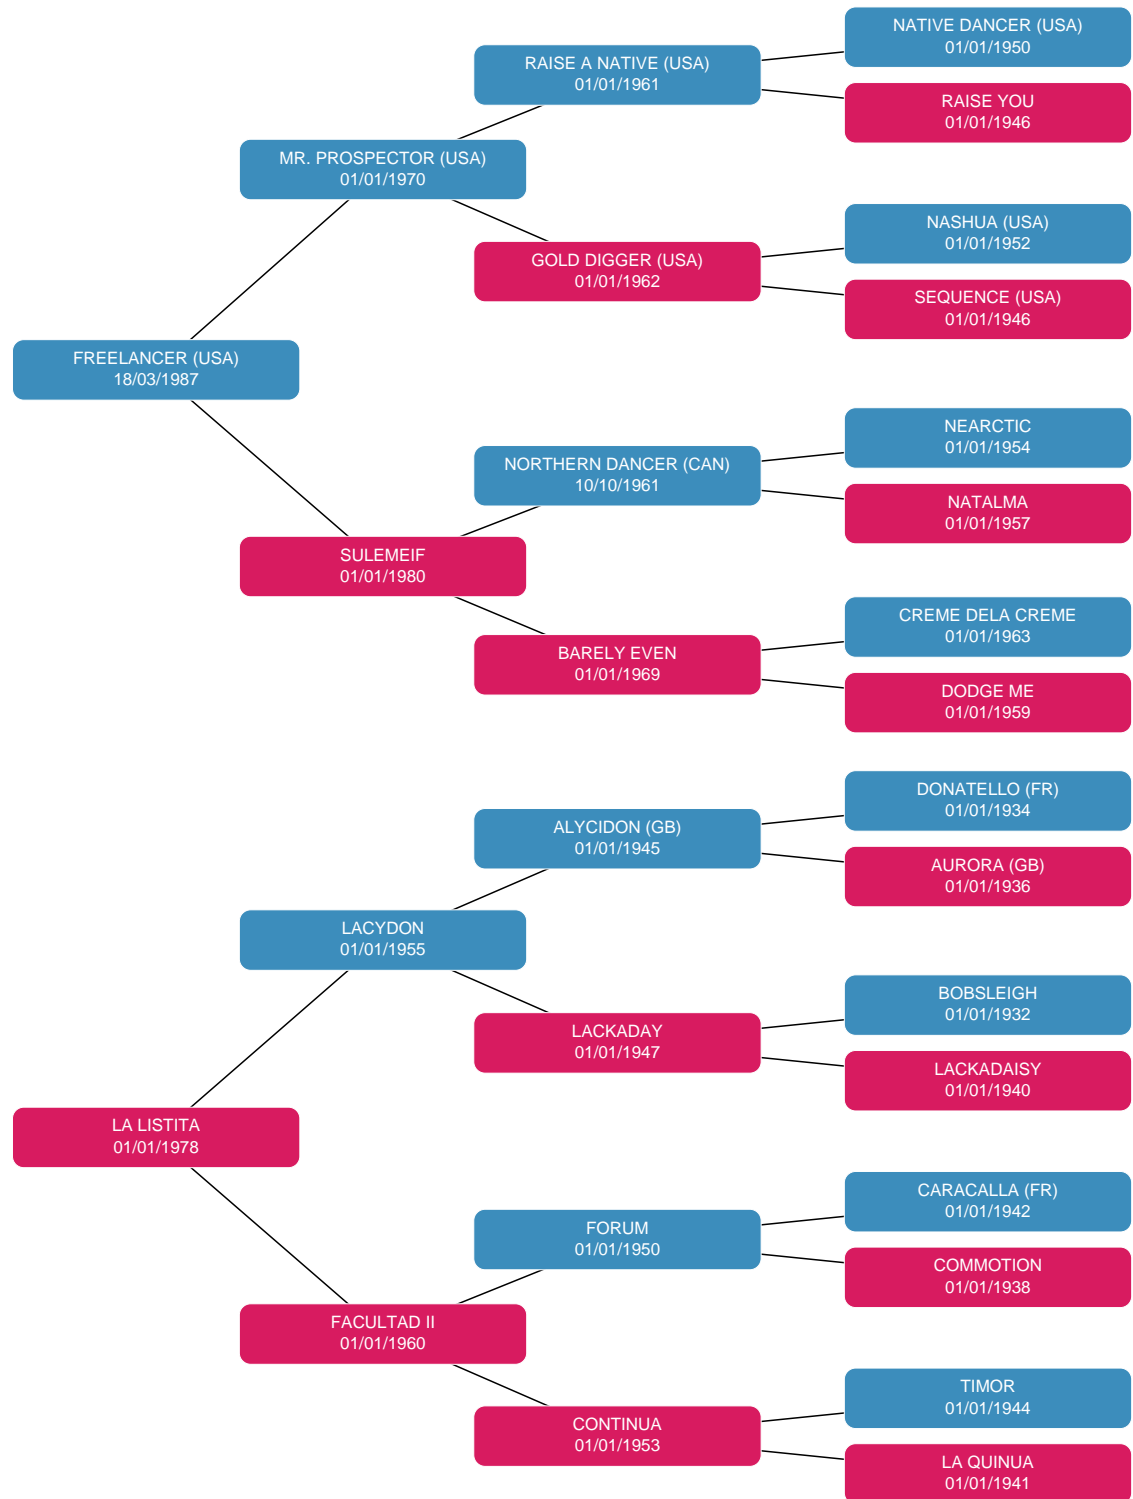 NATIVE DANCER (USA)
01/01/1950
RAISE A NATIVE (USA)
01/01/1961
RAISE YOU
01/01/1946
MR. PROSPECTOR (USA)
01/01/1970
NASHUA (USA)
01/01/1952
GOLD DIGGER (USA)
01/01/1962
SEQUENCE (USA)
01/01/1946
FREELANCER (USA)
18/03/1987
NEARCTIC
01/01/1954
NORTHERN DANCER (CAN)
10/10/1961
NATALMA
01/01/1957
SULEMEIF
01/01/1980
CREME DELA CREME
01/01/1963
BARELY EVEN
01/01/1969
DODGE ME
01/01/1959
DONATELLO (FR)
01/01/1934
ALYCIDON (GB)
01/01/1945
AURORA (GB)
01/01/1936
LACYDON
01/01/1955
BOBSLEIGH
01/01/1932
LACKADAY
01/01/1947
LACKADAISY
01/01/1940
LA LISTITA
01/01/1978
CARACALLA (FR)
01/01/1942
FORUM
01/01/1950
COMMOTION
01/01/1938
FACULTAD II
01/01/1960
TIMOR
01/01/1944
CONTINUA
01/01/1953
LA QUINUA
01/01/1941